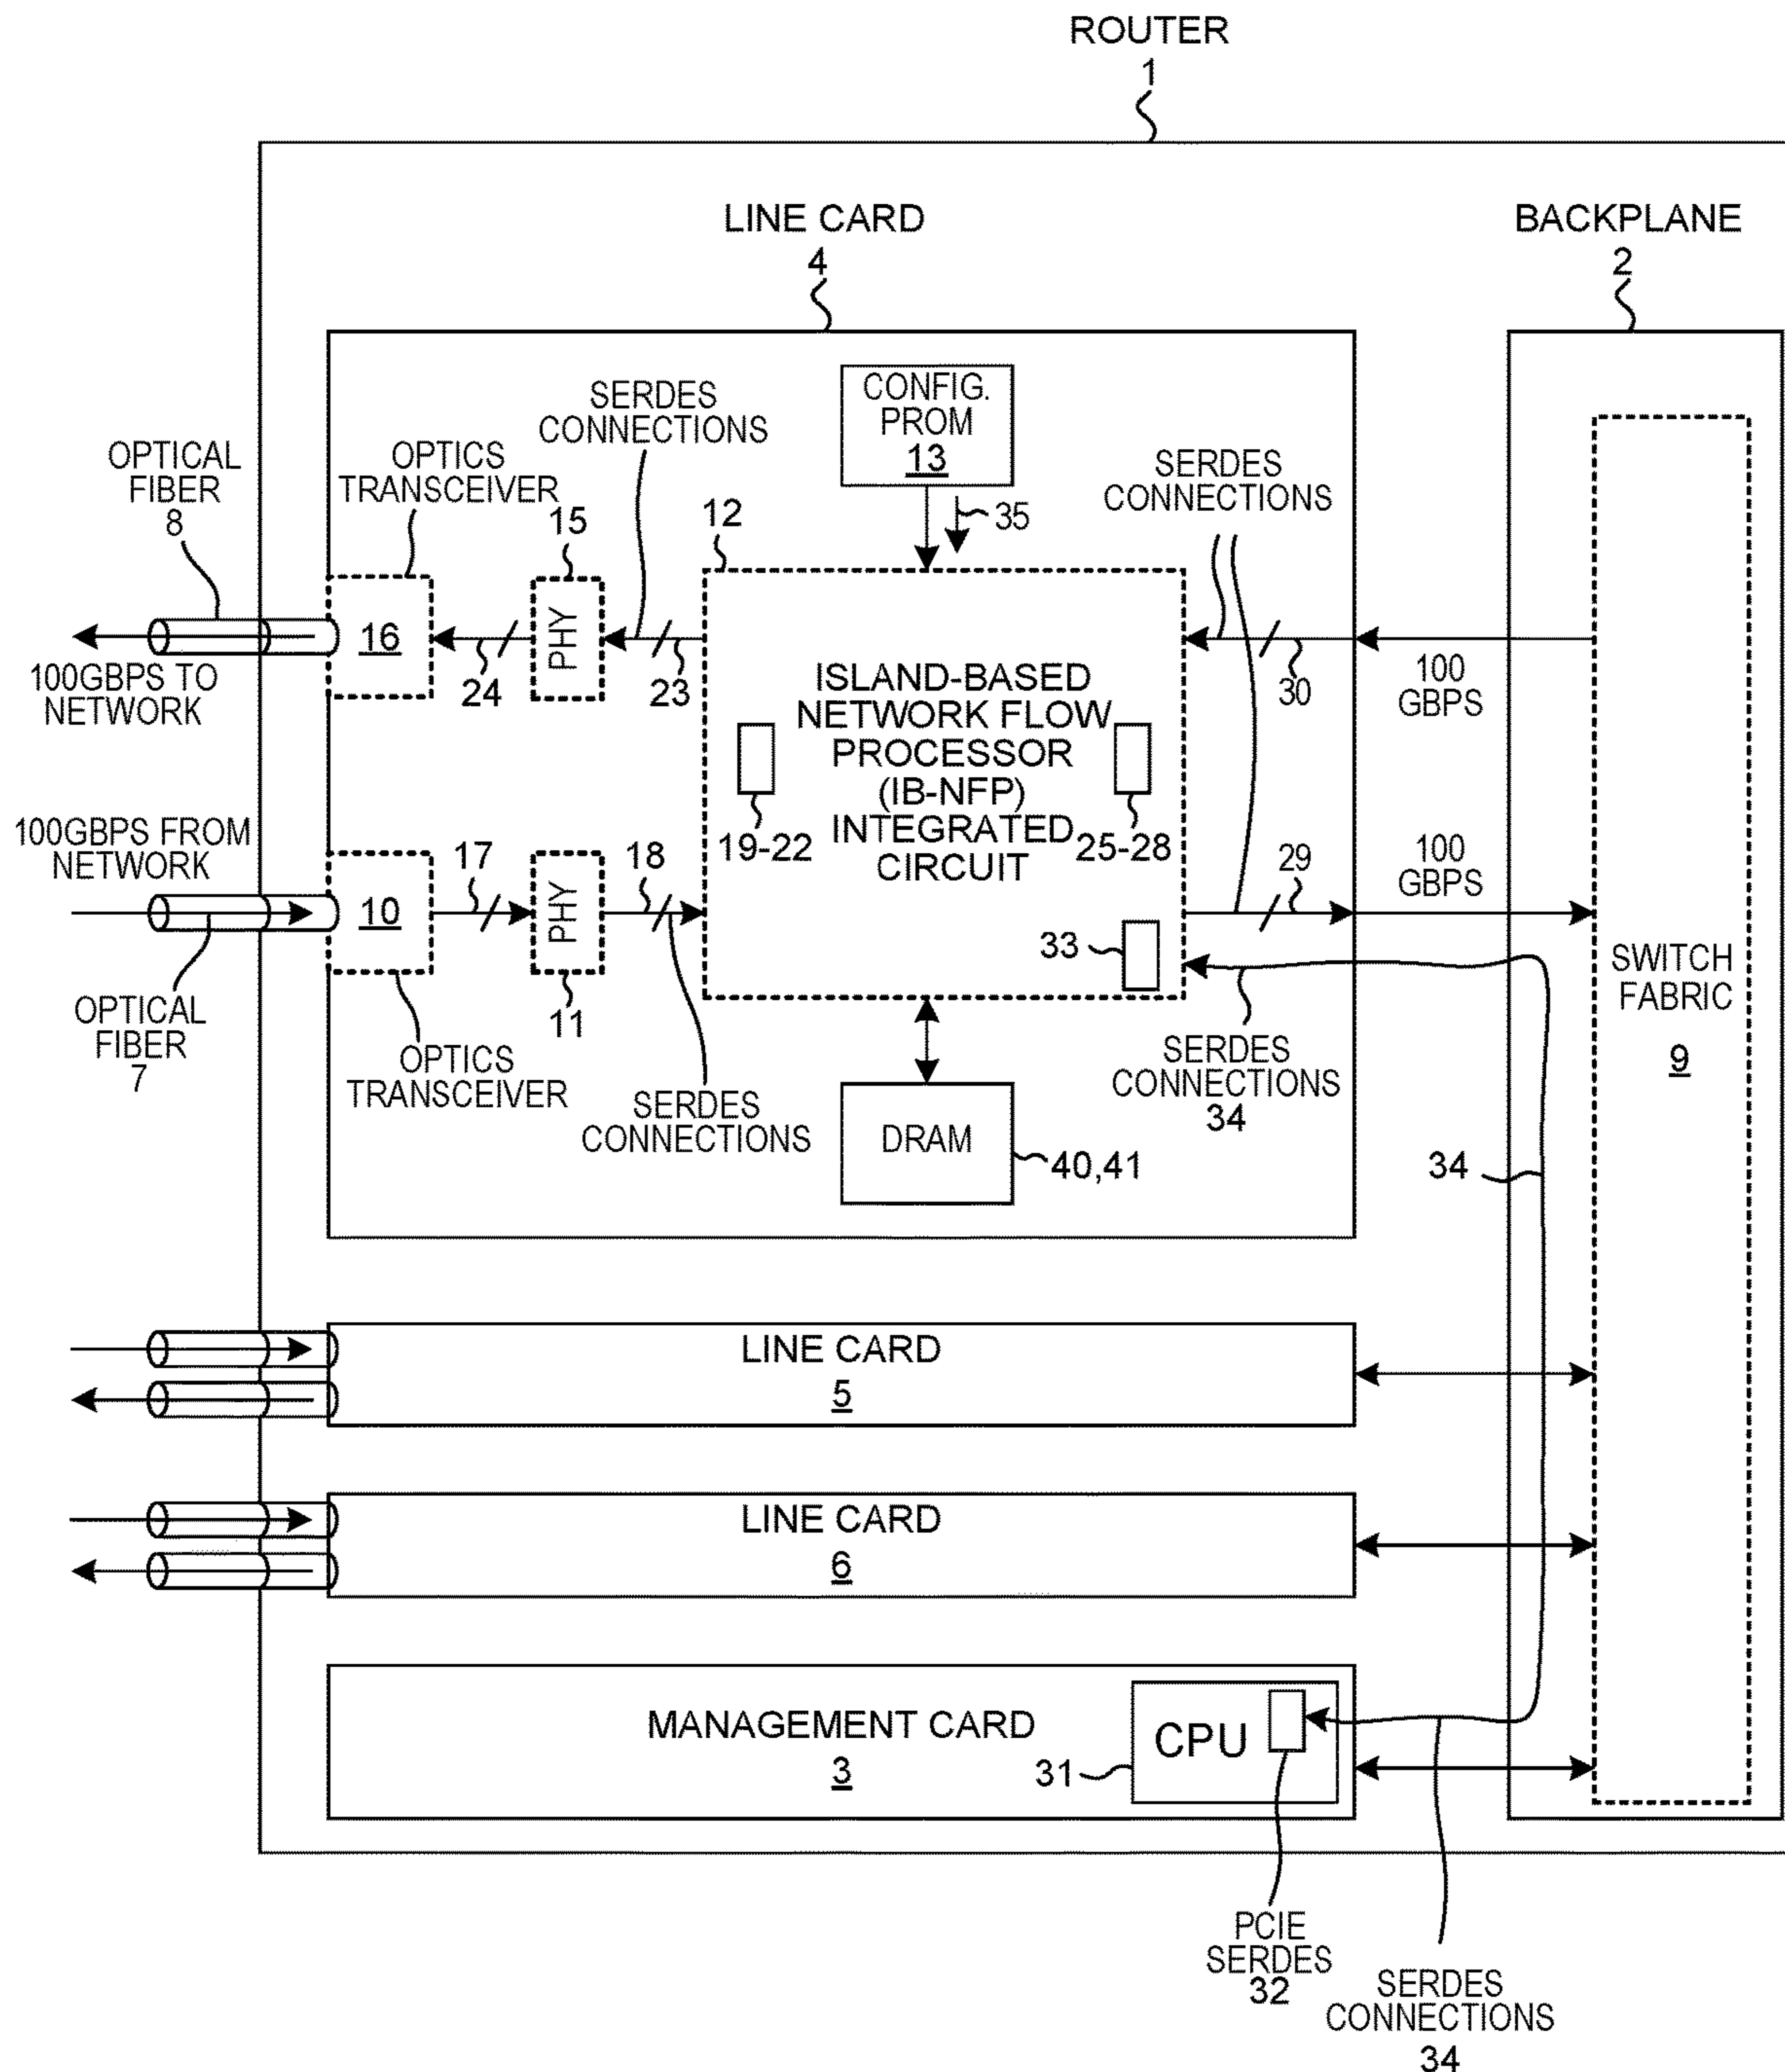 ROUTER
1
LINE CARD
4
BACKPLANE
2
SERDES
CONNECTIONS
CONFIG.
PROM
13
OPTICAL
FIBER
8
OPTICS
TRANSCEIVER
15
12
35
SERDES
CONNECTIONS
16
PHY
24
23
30
100
GBPS
100GBPS TO
NETWORK
ISLAND-BASED
NETWORK FLOW
PROCESSOR
(IB-NFP)
INTEGRATED
CIRCUIT
19-22
25-28
100GBPS FROM
NETWORK
17
18
29
100
GBPS
10
PHY
33
SWITCH
FABRIC
9
OPTICAL
FIBER
7
11
OPTICS
TRANSCEIVER
SERDES
CONNECTIONS
SERDES
CONNECTIONS
34
DRAM
40,41
34
LINE CARD
5
LINE CARD
6
MANAGEMENT CARD
3
31
CPU
PCIE
SERDES
32
SERDES
CONNECTIONS
34